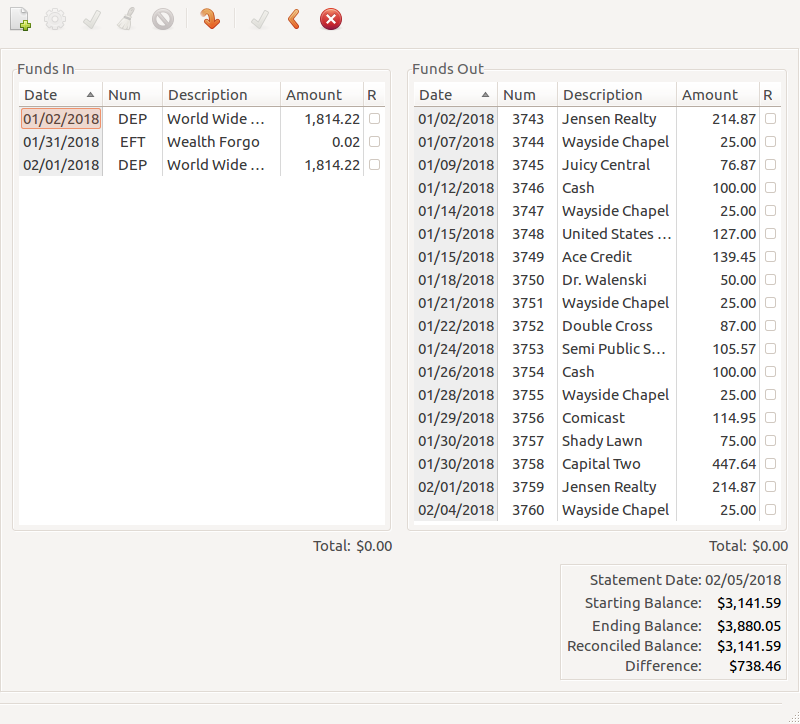 Funds In
Date Num Description Amount R
01/02/2018 DEP World Wide ... 1,814.22
01/31/2018 EFT Wealth Forgo 0.02
02/01/2018 DEP World Wide ... 1,814.22
Total: $0.00
Funds Out
Date Num Description Amount R
01/02/2018 3743 Jensen Realty 214.87
01/07/2018 3744 Wayside Chapel 25.00
01/09/2018 3745 Juicy Central 76.87
01/12/2018 3746 Cash 100.00
01/14/2018 3747 Wayside Chapel 25.00
01/15/2018 3748 United States ... 127.00
01/15/2018 3749 Ace Credit 139.45
01/18/2018 3750 Dr. Walenski 50.00
01/21/2018 3751 Wayside Chapel 25.00
01/22/2018 3752 Double Cross 87.00
01/24/2018 3753 Semi Public S... 105.57
01/26/2018 3754 Cash 100.00
01/28/2018 3755 Wayside Chapel 25.00
01/29/2018 3756 Comicast 114.95
01/30/2018 3757 Shady Lawn 75.00
01/30/2018 3758 Capital Two 447.64
02/01/2018 3759 Jensen Realty 214.87
02/04/2018 3760 Wayside Chapel 25.00
Total: $0.00
Statement Date: 02/05/2018
Starting Balance: $3,141.59
Ending Balance: $3,880.05
Reconciled Balance: $3,141.59
Difference: $738.46